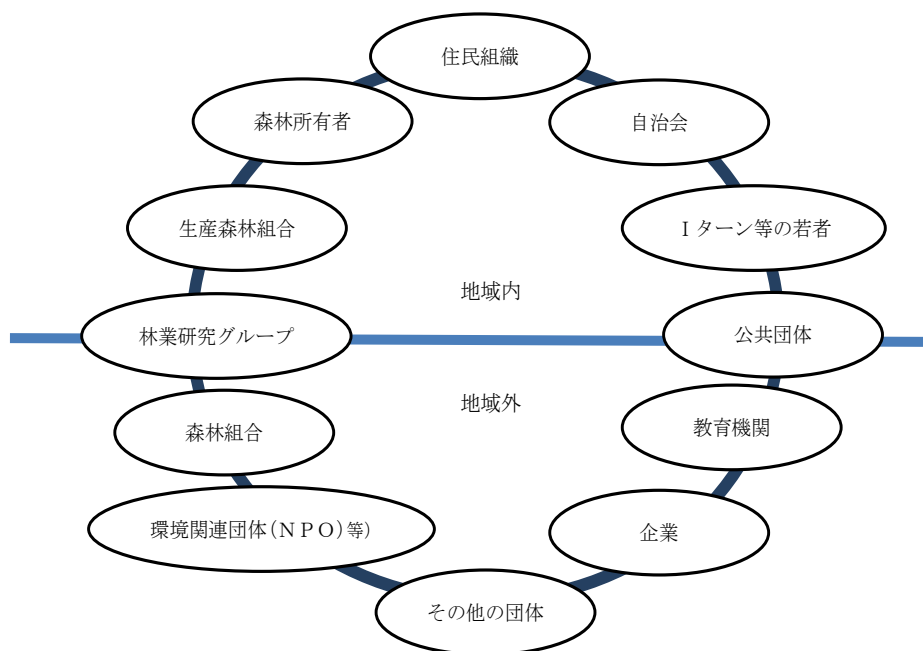 住民組織
森林所有者
自治会
生産森林組合
Iターン等の若者
地域内
林業研究グループ
公共団体
地域外
森林組合
教育機関
環境関連団体(NPO)等)
企業
その他の団体